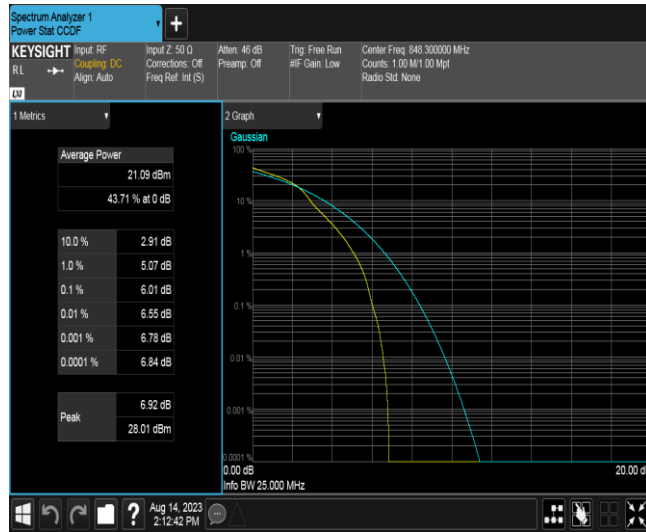 Spectrum Analyzer 1
Power Stat CCDF
+
KEYSIGHT
RL
LXI
Input: RF
Coupling: DC
Align: Auto
Input Z: 50 Ω
Corrections: Off
Freq Ref: Int (S)
Atten: 46 dB
Preamp: Off
Trig: Free Run
#IF Gain: Low
Center Freq: 848.300000 MHz
Counts: 1.00 M/1.00 Mpt
Radio Std: None
1 Metrics
Average Power
21.09 dBm
43.71 % at 0 dB
10.0 % 2.91 dB
1.0 % 5.07 dB
0.1 % 6.01 dB
0.01 % 6.55 dB
0.001 % 6.78 dB
0.0001 % 6.84 dB
Peak
6.92 dB
28.01 dBm
2 Graph
Gaussian
100 %
10 %
1 %
0.1 %
0.01 %
0.001 %
0.0001 %
0.00 dB
20.00 d
Info BW 25.000 MHz
?
Aug 14, 2023
2:12:42 PM